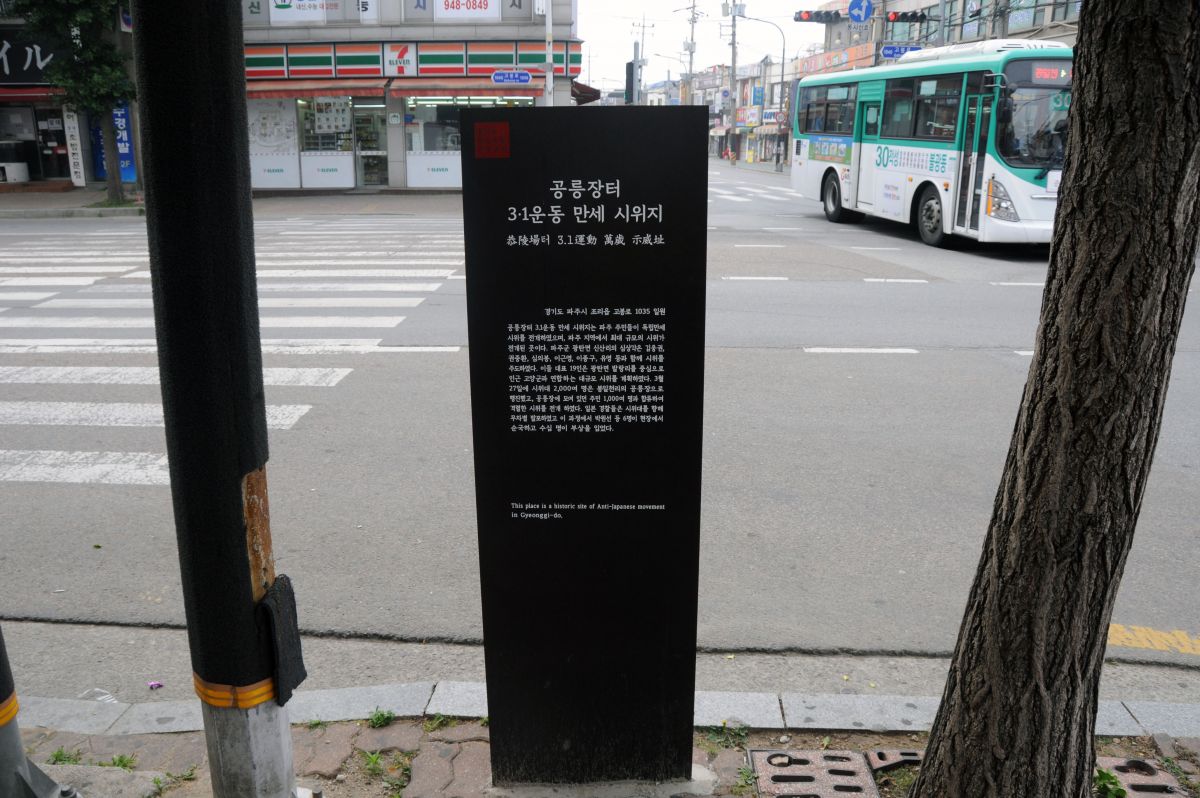 948-0849
イル
ELEVEN
ELEVEN
ELEVEN
ELEVEN
30 적성
불광동
30
공릉장터
3·1운동 만세 시위지
恭陵場터 3.1運動 萬歲 示威址
경기도 파주시 조리읍 고봉로 1035 일원
공릉장터 3.1운동 만세 시위지는 파주 주민들이 독립만세
시위를 전개하였으며, 파주 지역에서 최대 규모의 시위가
전개된 곳이다. 파주군 광탄면 신산리의 심상각은 김웅권,
권중환, 심의봉, 이근영, 이종구, 유영 등과 함께 시위를
주도하였다. 이들 대표 19인은 광탄면 발랑리를 중심으로
인근 고양군과 연합하는 대규모 시위를 계획하였다. 3월
27일에 시위대 2,000여 명은 봉일천리의 공릉장으로
행진했고, 공릉장에 모여 있던 주민 1,000여 명과 합류하여
격렬한 시위를 전개 하였다. 일본 경찰들은 시위대를 향해
무차별 발포하였고 이 과정에서 박원선 등 6명이 현장에서
순국하고 수십 명이 부상을 입었다.
This place is a historic site of Anti-Japanese movement
in Gyeonggi-do.